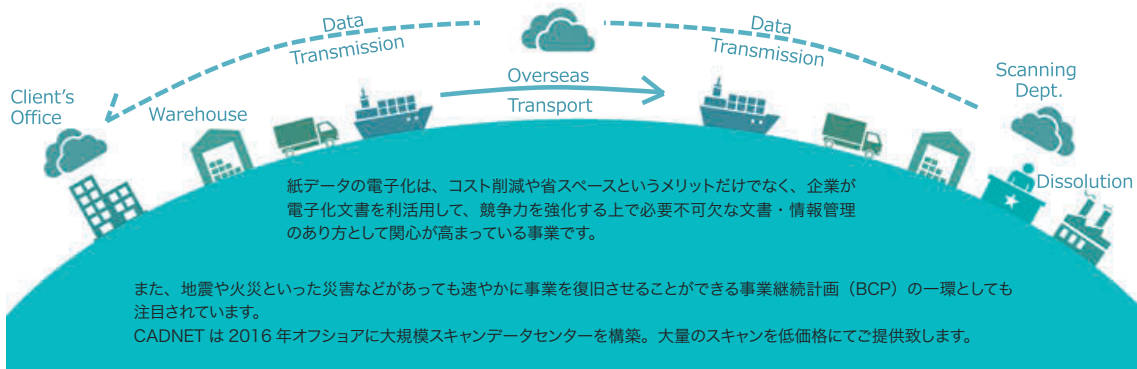 Data
Transmission
Data
Transmission
Overseas
Transport
Client's
Office
Warehouse
Scanning
Dept.
Dissolution
紙データの電子化は、コスト削減や省スペースというメリットだけでなく、企業が
電子化文書を利活用して、競争力を強化する上で必要不可欠な文書・情報管理
のあり方として関心が高まっている事業です。
また、地震や火災といった災害などがあっても速やかに事業を復旧させることができる事業継続計画（BCP）の一環としても
注目されています。
CADNET は 2016 年オフショアに大規模スキャンデータセンターを構築。大量のスキャンを低価格にてご提供致します。